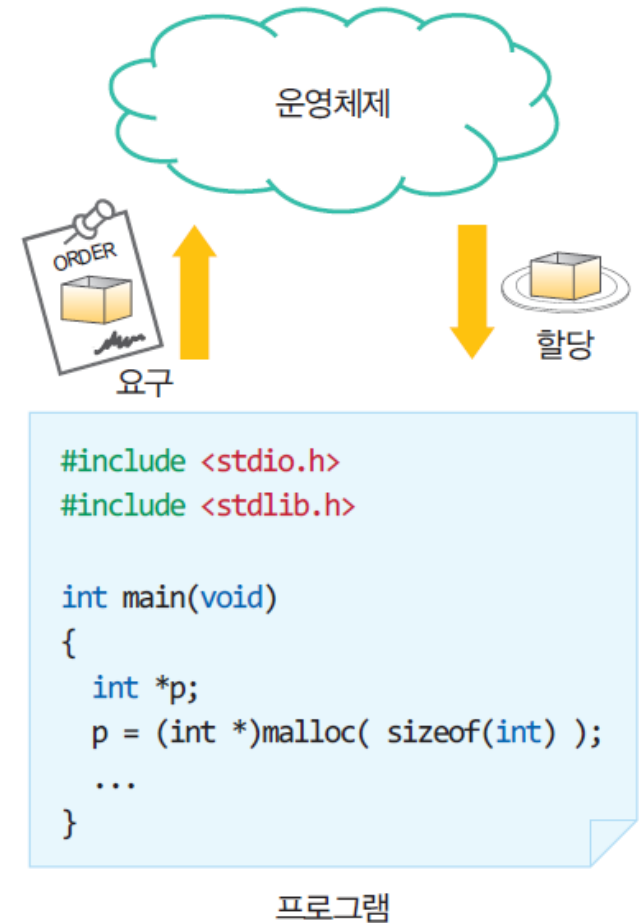 운영체제
ORDER
요구
할당
#include <stdio.h>
#include <stdlib.h>
int main(void)
{
int *p;
p = (int *)malloc( sizeof(int) );
...
}
프로그램